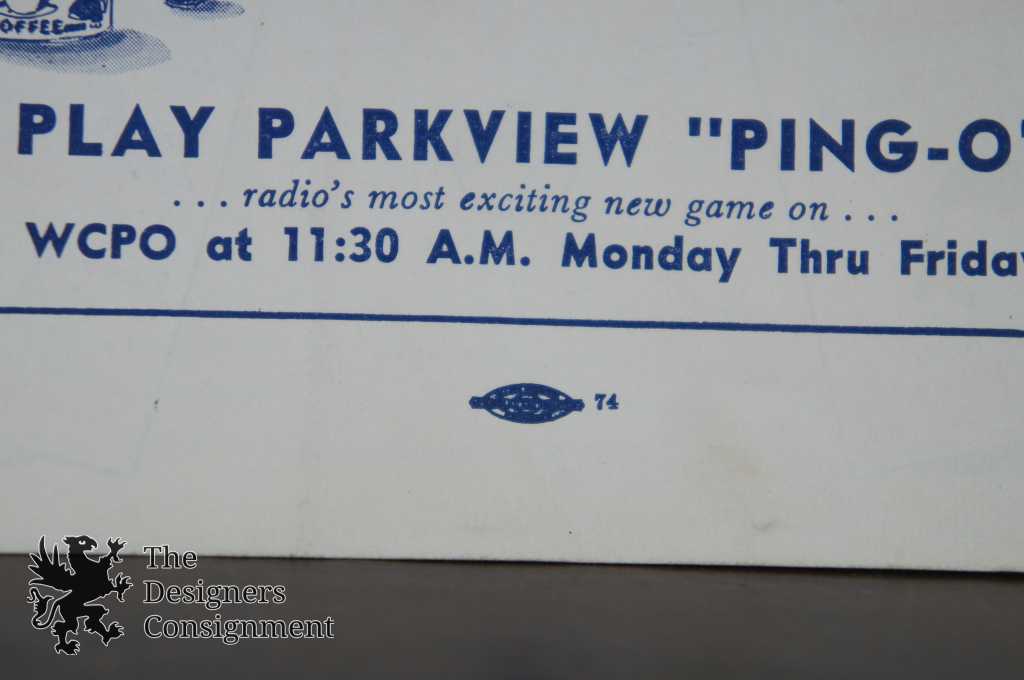 COFFEE
PLAY PARKVIEW "PING-O"
... radio's most exciting new game on ...
WCPO at 11:30 A.M. Monday Thru Friday
74
The
Designers
Consignment